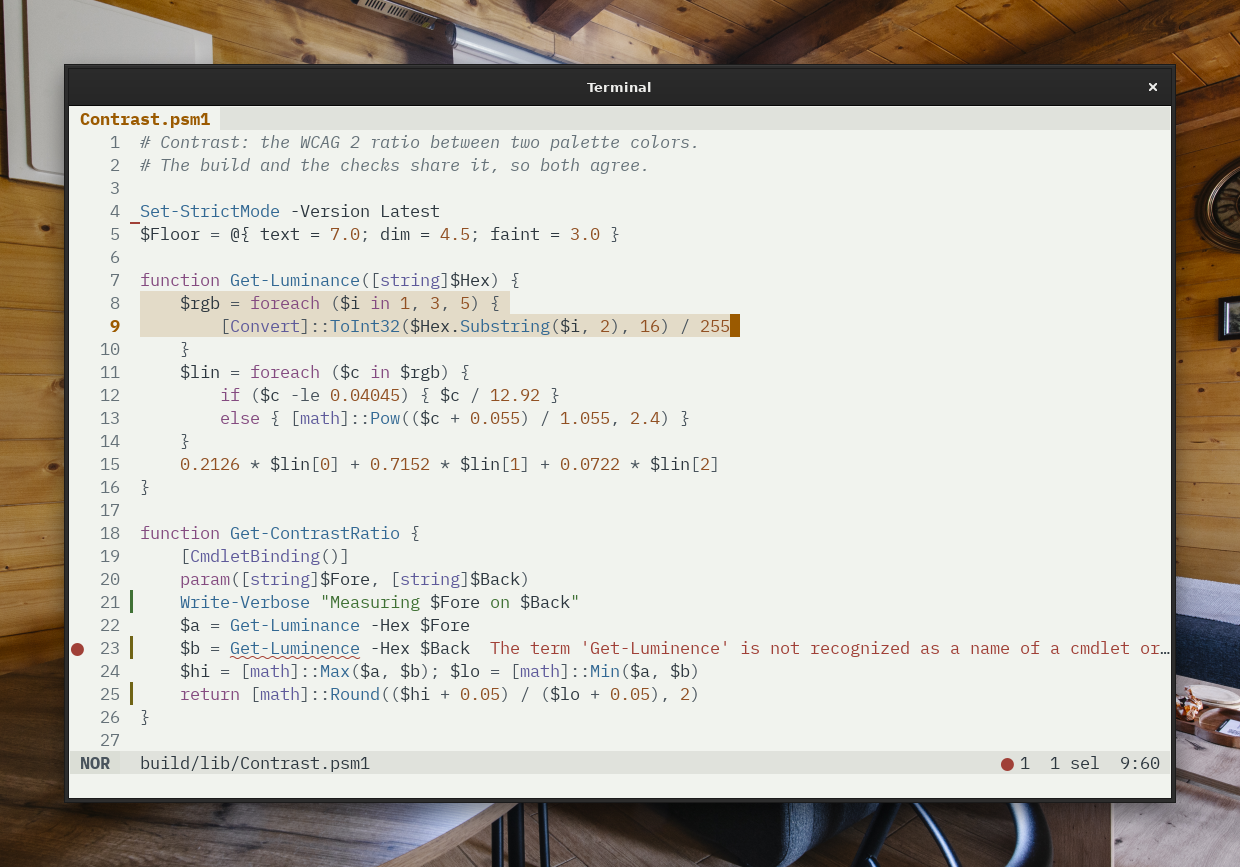 Terminal
×
Contrast.psm1
1 # Contrast: the WCAG 2 ratio between two palette colors.
2 # The build and the checks share it, so both agree.
3
4 Set-StrictMode -Version Latest
5 $Floor = @{ text = 7.0; dim = 4.5; faint = 3.0 }
6
7 function Get-Luminance([string]$Hex) {
8     $rgb = foreach ($i in 1, 3, 5) {
9         [Convert]::ToInt32($Hex.Substring($i, 2), 16) / 255
10     }
11     $lin = foreach ($c in $rgb) {
12         if ($c -le 0.04045) { $c / 12.92 }
13         else { [math]::Pow(($c + 0.055) / 1.055, 2.4) }
14     }
15     0.2126 * $lin[0] + 0.7152 * $lin[1] + 0.0722 * $lin[2]
16 }
17
18 function Get-ContrastRatio {
19     [CmdletBinding()]
20     param([string]$Fore, [string]$Back)
21     Write-Verbose "Measuring $Fore on $Back"
22     $a = Get-Luminance -Hex $Fore
23     $b = Get-Luminence -Hex $Back  The term 'Get-Luminence' is not recognized as a name of a cmdlet or…
24     $hi = [math]::Max($a, $b); $lo = [math]::Min($a, $b)
25     return [math]::Round(($hi + 0.05) / ($lo + 0.05), 2)
26 }
27
NOR build/lib/Contrast.psm1 1 1 sel 9:60